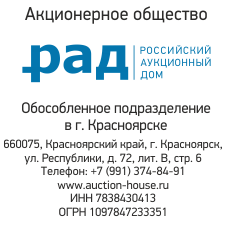 Акционерное общество
.рад
РОССИЙСКИЙ
АУКЦИОННЫЙ
ДОМ
Обособленное подразделение
в г. Красноярске
660075, Красноярский край, г. Красноярск,
ул. Республики, д. 72, лит. В, стр. 6
Телефон: +7 (991) 374-84-91
www.auction-house.ru
ИНН 7838430413
ОГРН 1097847233351